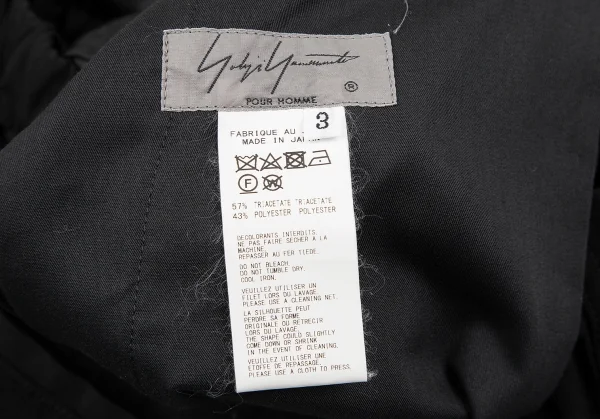 Yohji Yamamoto
®
POUR HOMME
3
FABRIQUE AU
MADE IN JAPAN
F
W
57% TRIACETATE TRIACETATE
43% POLYESTER POLYESTER
DECOLORANTS INTERDITS.
NE PAS FAIRE SECHER A LA
MACHINE.
REPASSER AU FER TIEDE.
DO NOT BLEACH.
DO NOT TUMBLE DRY.
COOL IRON.
VEUILLEZ UTILISER UN
FILET LORS DU LAVAGE.
PLEASE USE A CLEANING NET.
LA SILHOUETTE PEUT
PERDRE SA FORME
ORIGINALE OU RETRECIR
LORS DU LAVAGE.
THE SHAPE COULD SLIGHTLY
COME DOWN OR SHRINK
IN THE EVENT OF CLEANING.
VEUILLEZ UTILISER UNE
ETOFFE DE REPASSAGE.
PLEASE USE A CLOTH TO PRESS.